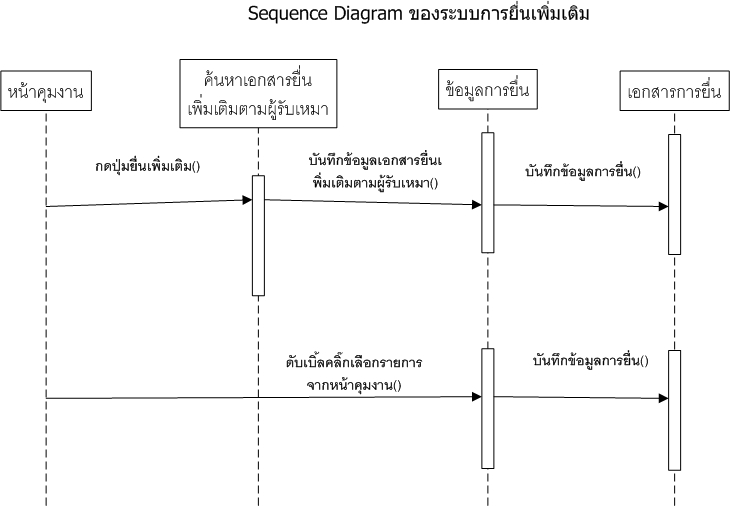 Sequence Diagram ของระบบการยื่นเพิ่มเติม
หน้าคุมงาน
ค้นหาเอกสารยื่น
เพิ่มเติมตามผู้รับเหมา
ข้อมูลการยื่น
เอกสารการยื่น
กดปุ่มยื่นเพิ่มเติม()
บันทึกข้อมูลเอกสารยื่นเ
พิ่มเติมตามผู้รับเหมา()
บันทึกข้อมูลการยื่น()
ดับเบิ้ลคลิ๊กเลือกรายการ
จากหน้าคุมงาน()
บันทึกข้อมูลการยื่น()